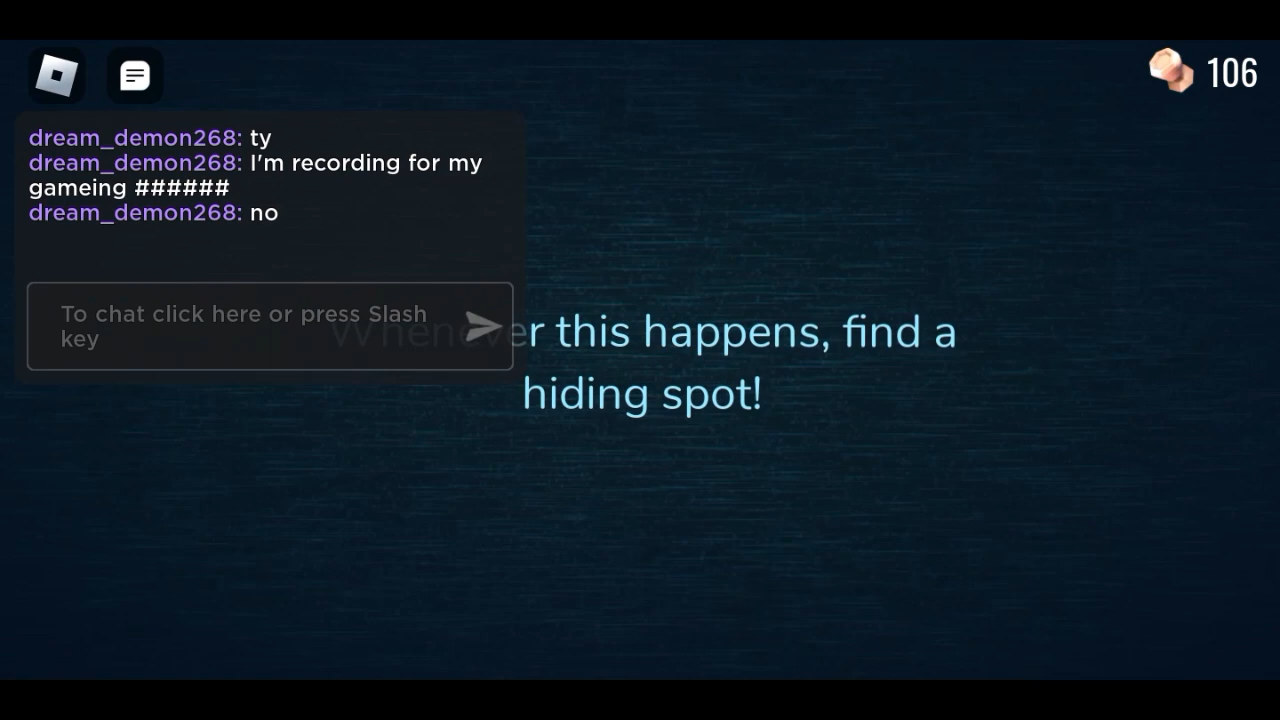 106
dream_demon268: ty
dream_demon268: I'm recording for my
gameing ######
dream_demon268: no
To chat click here or press Slash
key
Whenever this happens, find a
hiding spot!